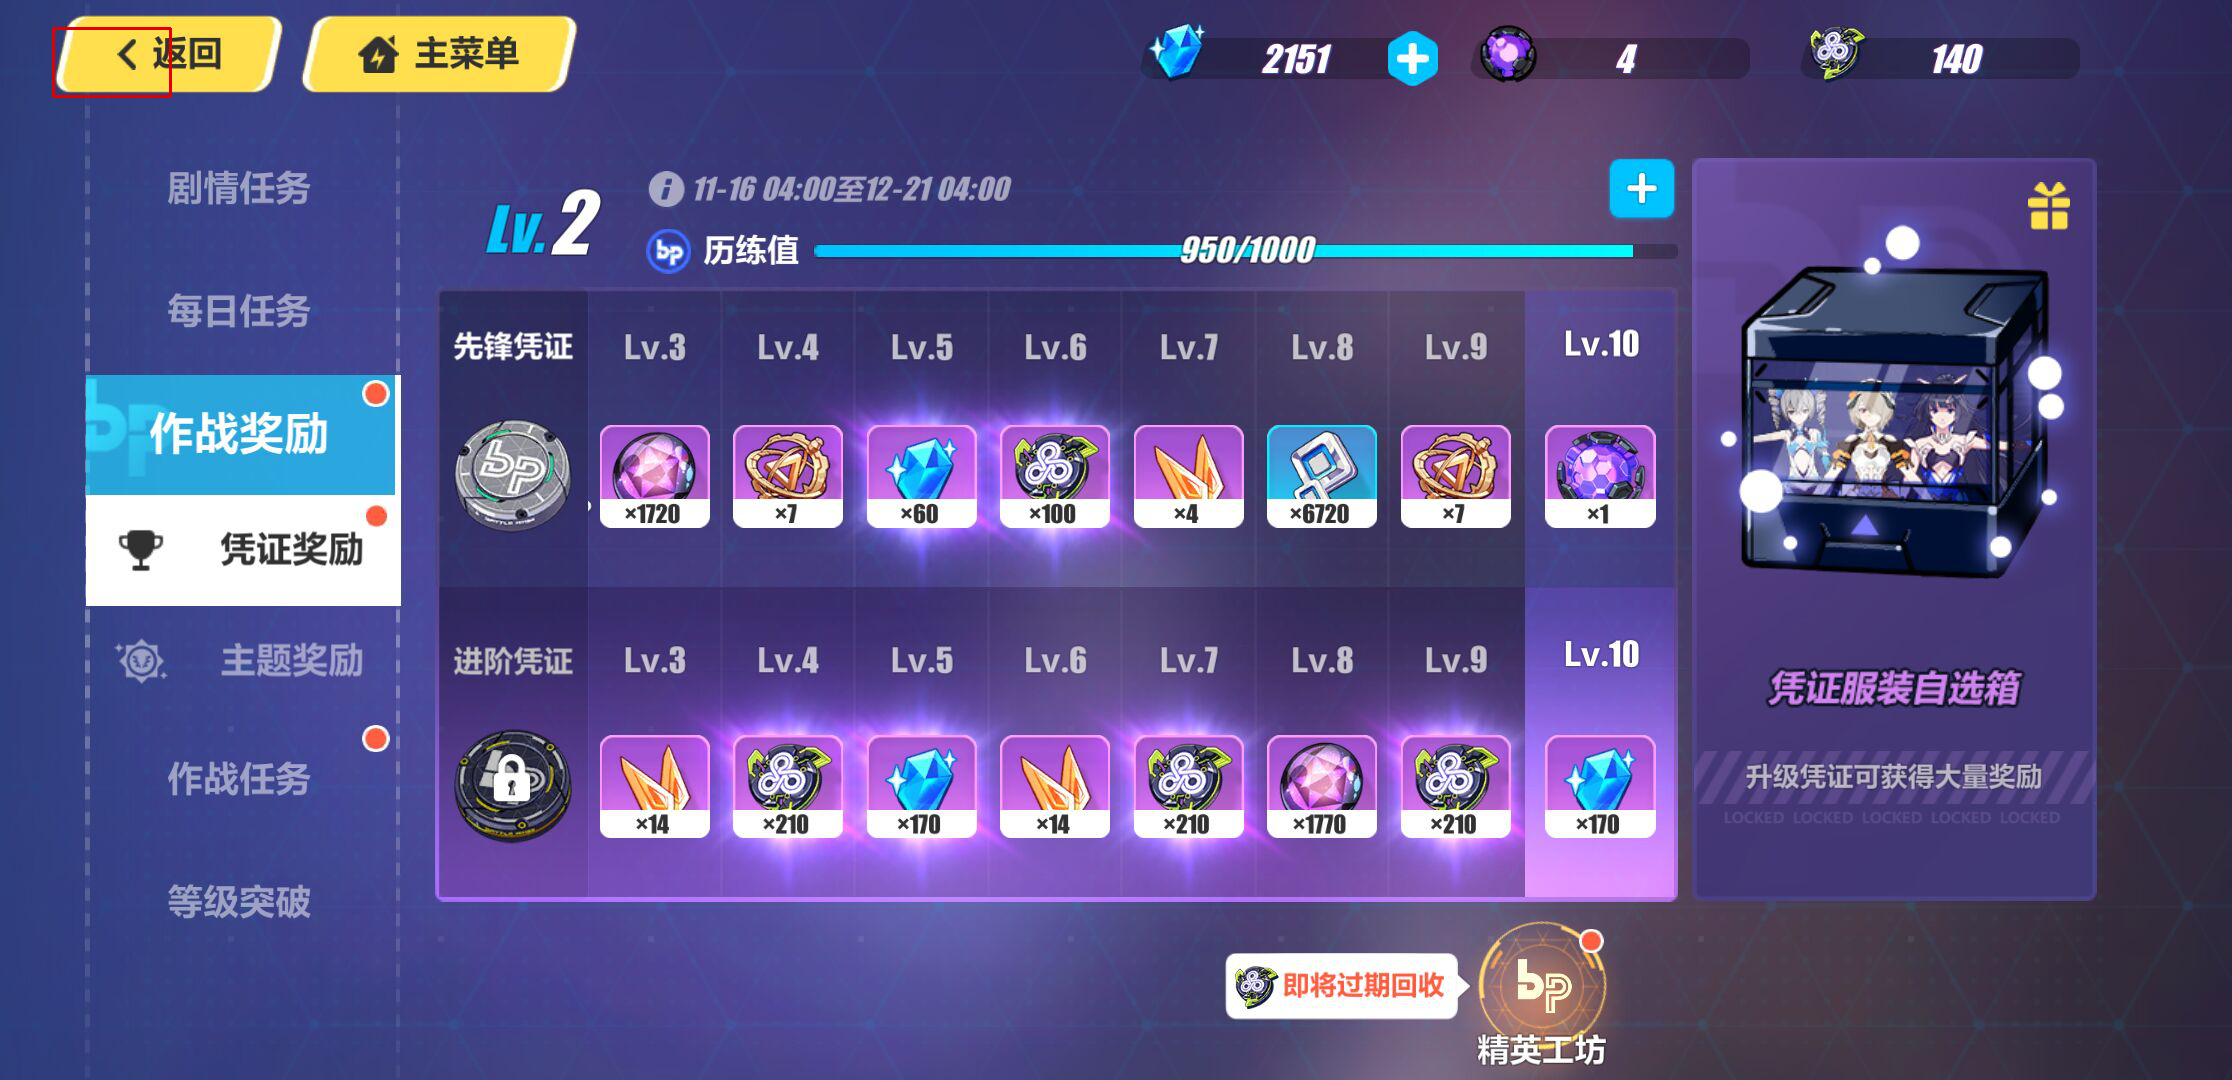 返回
主菜单
2151
4
140
剧情任务
每日任务
作战奖励
凭证奖励
主题奖励
作战任务
等级突破
Lv.2
11-16 04:00至12-21 04:00
bp 历练值 950/1000
先锋凭证 Lv.3 Lv.4 Lv.5 Lv.6 Lv.7 Lv.8 Lv.9 Lv.10
×1720 ×7 ×60 ×100 ×4 ×6720 ×7 ×1
进阶凭证 Lv.3 Lv.4 Lv.5 Lv.6 Lv.7 Lv.8 Lv.9 Lv.10
×14 ×210 ×170 ×14 ×210 ×1770 ×210 ×170
凭证服装自选箱
升级凭证可获得大量奖励
LOCKED LOCKED LOCKED LOCKED LOCKED
即将过期回收
bp
精英工坊